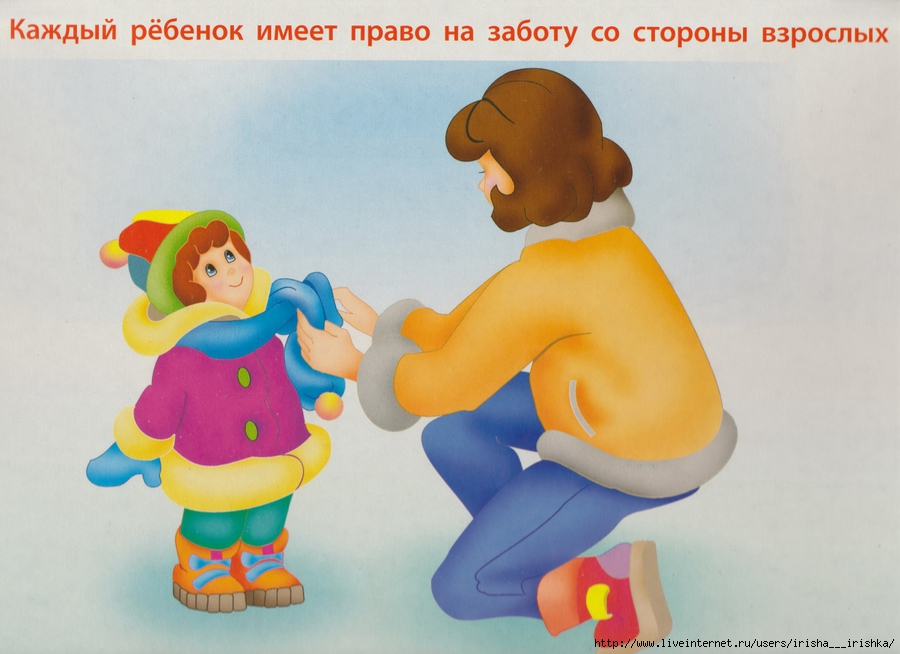 Каждый рёбенок имеет право на заботу со стороны взрослых
http://www.liveinternet.ru/users/irisha___irishka/